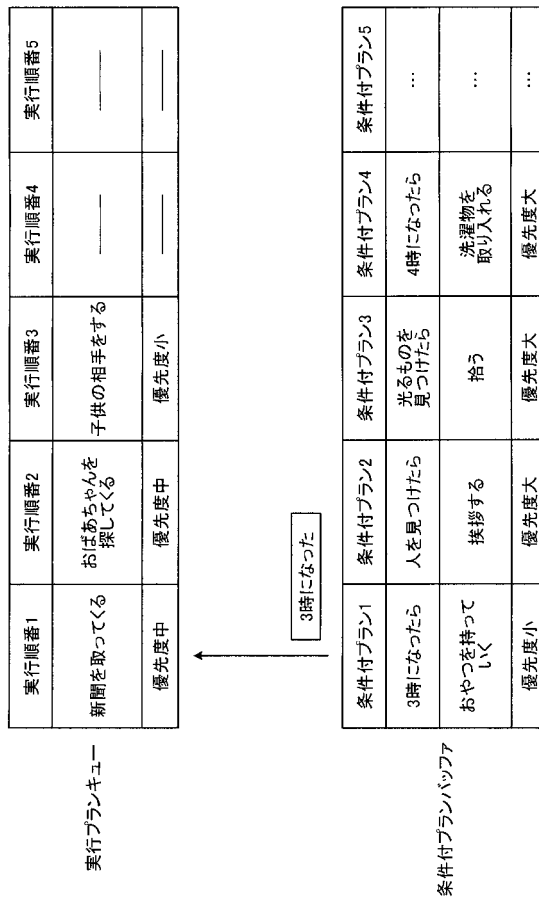 実行プランキュー
実行順番1
実行順番2
実行順番3
実行順番4
実行順番5
新聞を取ってくる
おばあちゃんを
探してくる
子供の相手をする
――
――
優先度中
優先度中
優先度小
――
――
3時になった
条件付プランバッファ
条件付プラン1
条件付プラン2
条件付プラン3
条件付プラン4
条件付プラン5
3時になったら
人を見つけたら
光るものを
見つけたら
4時になったら
…
おやつを持って
いく
挨拶する
拾う
洗濯物を
取り入れる
…
優先度小
優先度大
優先度大
優先度大
…